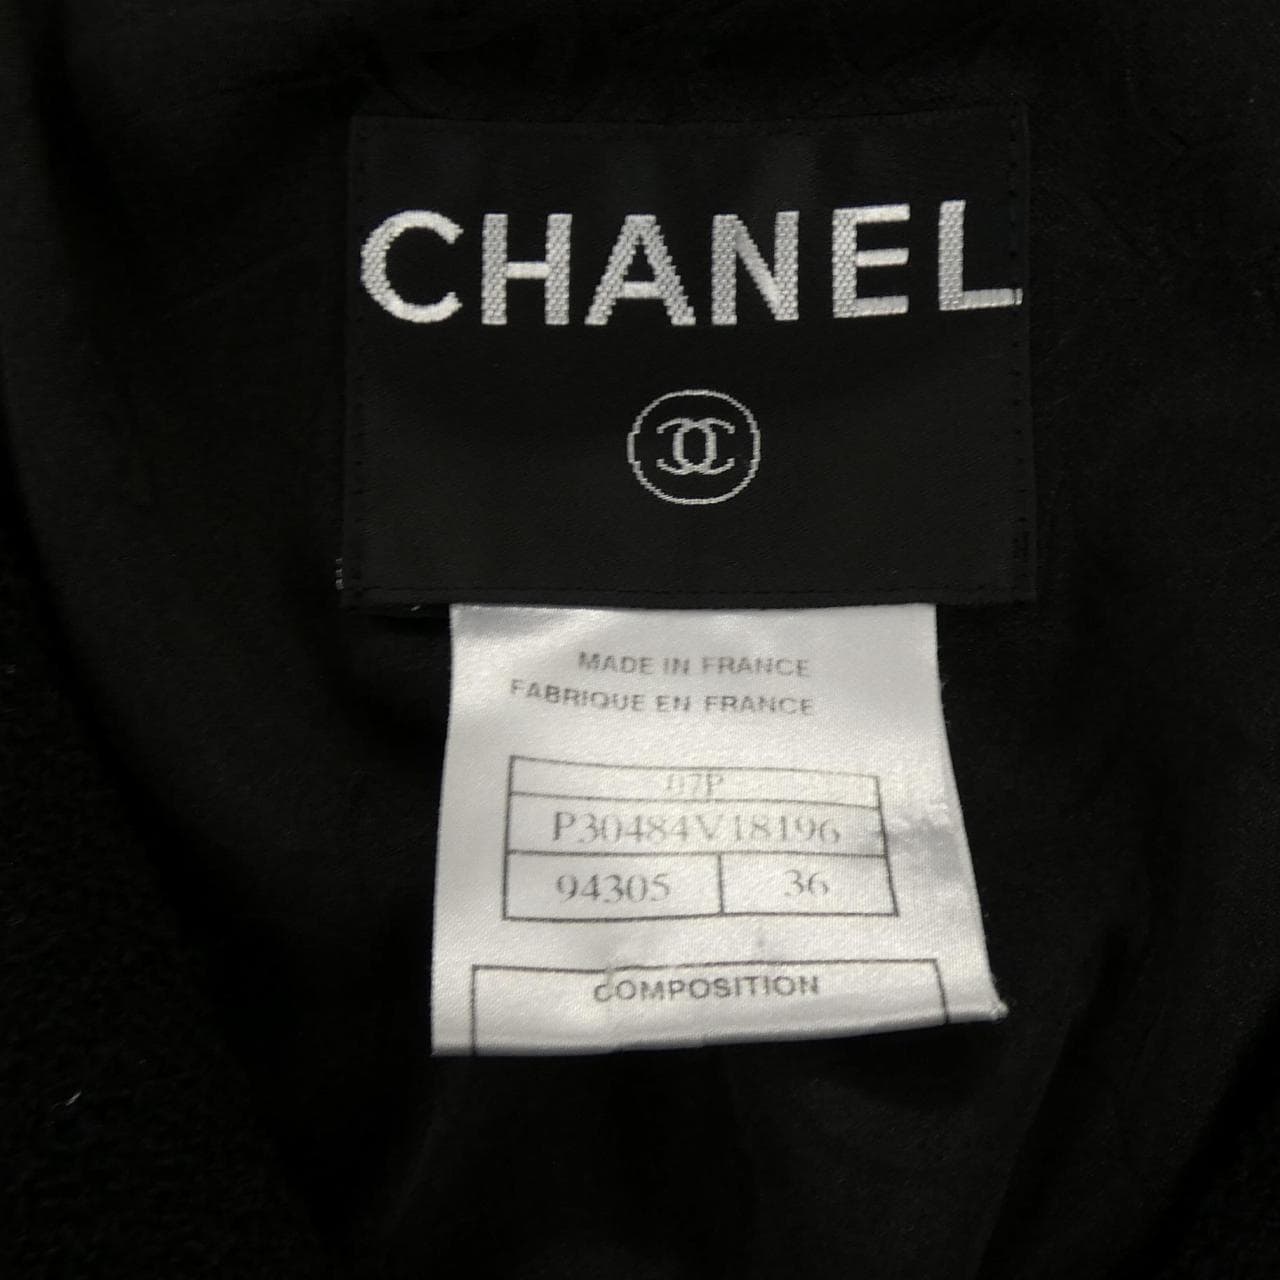 CHANEL
MADE IN FRANCE
FABRIQUE EN FRANCE
07P
P30484V18196
94305 36
COMPOSITION